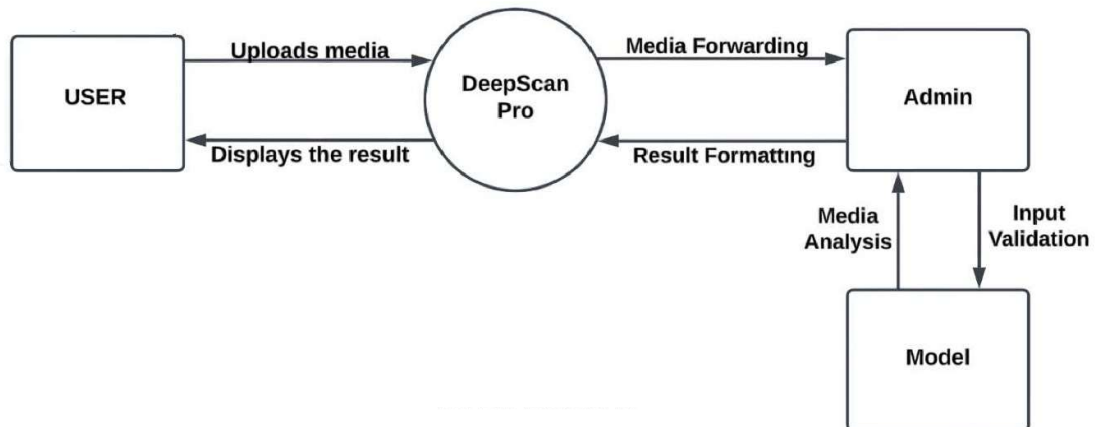 Uploads media
Media Forwarding
USER
DeepScan
Pro
Admin
Displays the result
Result Formatting
Media
Analysis
Input
Validation
Model